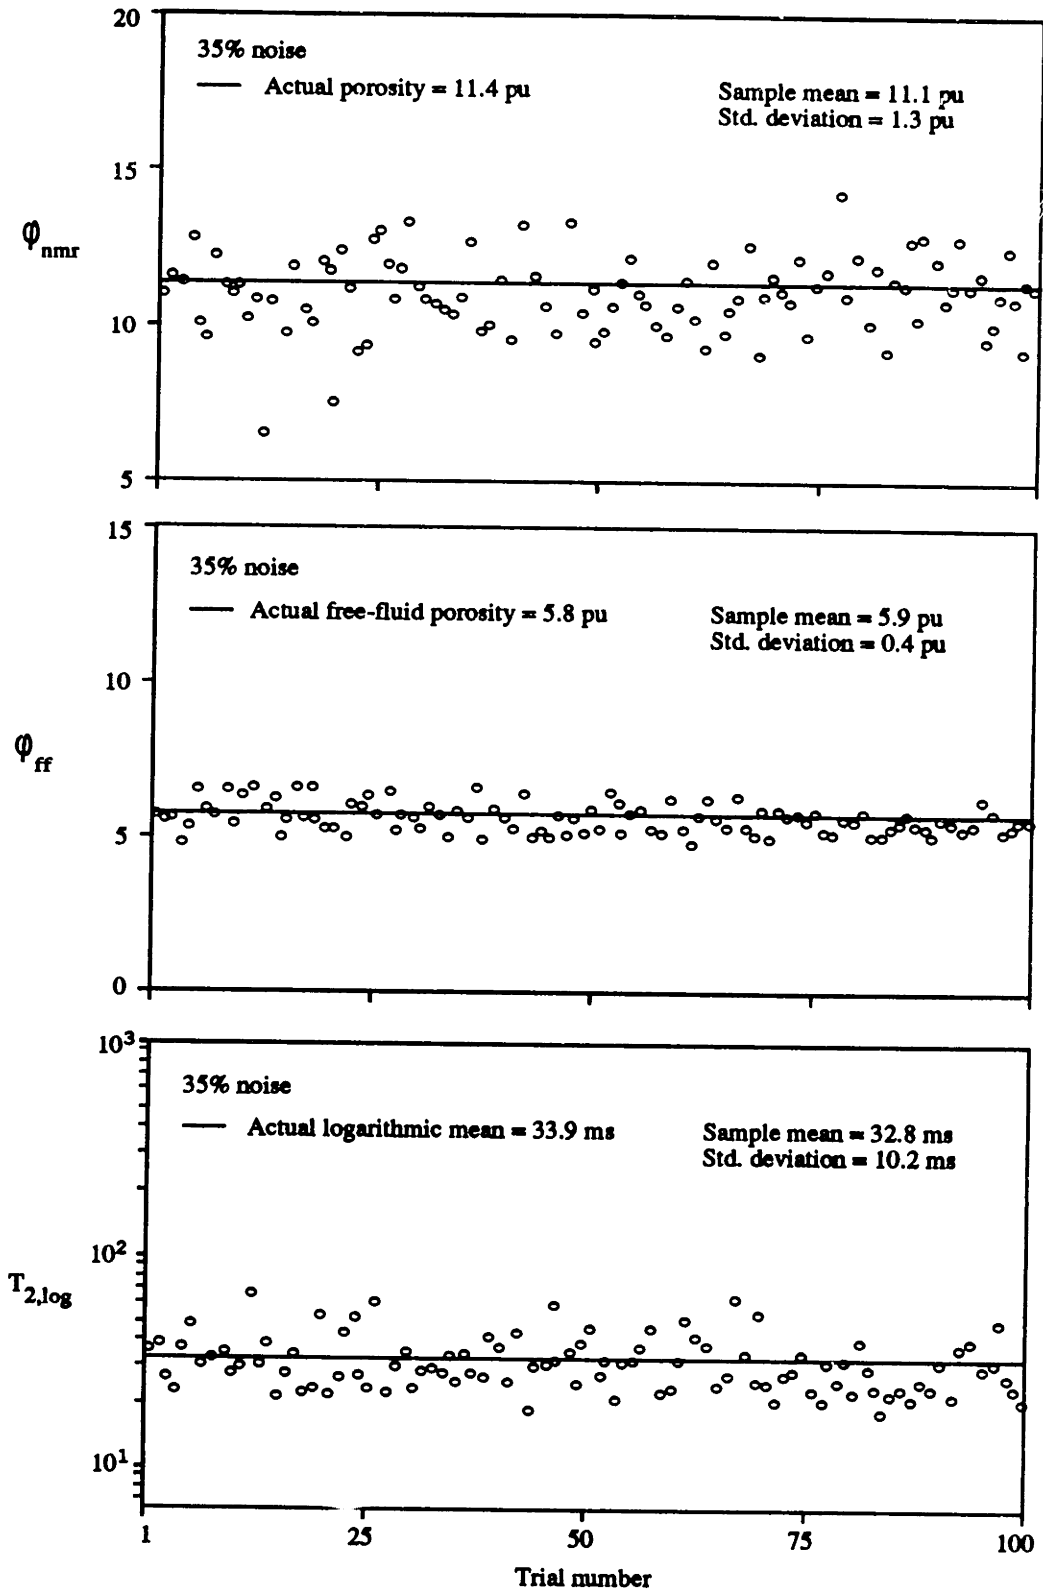 20
35% noise
Actual porosity = 11.4 pu
Sample mean = 11.1 pu
Std. deviation = 1.3 pu
15
φnmr
10
5
15
35% noise
Actual free-fluid porosity = 5.8 pu
Sample mean = 5.9 pu
Std. deviation = 0.4 pu
10
φff
5
0
10³
35% noise
Actual logarithmic mean = 33.9 ms
Sample mean = 32.8 ms
Std. deviation = 10.2 ms
10²
T2,log
10¹
1 25 50 75 100
Trial number